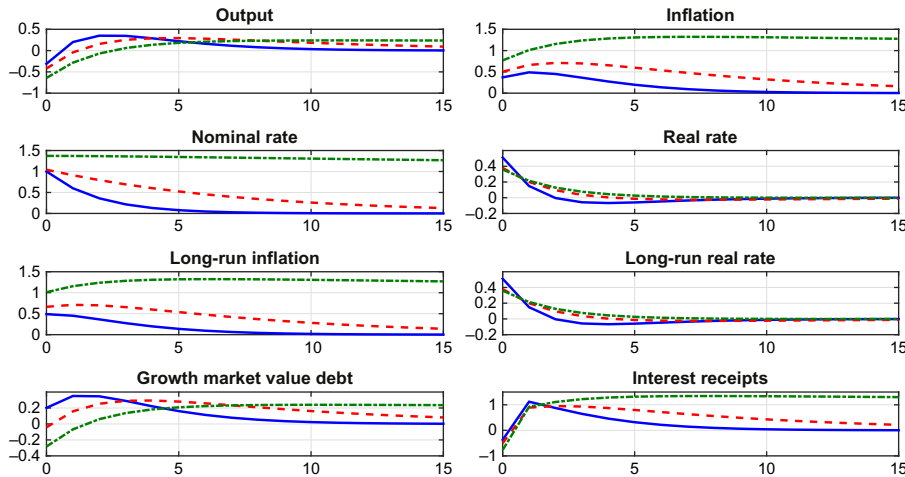 Output
0.5
0
−0.5
−1
0 5 10 15
Inflation
1.5
1
0.5
0
0 5 10 15
Nominal rate
1.5
1
0.5
0
0 5 10 15
Real rate
0.4
0.2
0
−0.2
0 5 10 15
Long-run inflation
1.5
1
0.5
0
0 5 10 15
Long-run real rate
0.4
0.2
0
−0.2
0 5 10 15
Growth market value debt
0.2
0
−0.2
−0.4
0 5 10 15
Interest receipts
1
0
−1
0 5 10 15